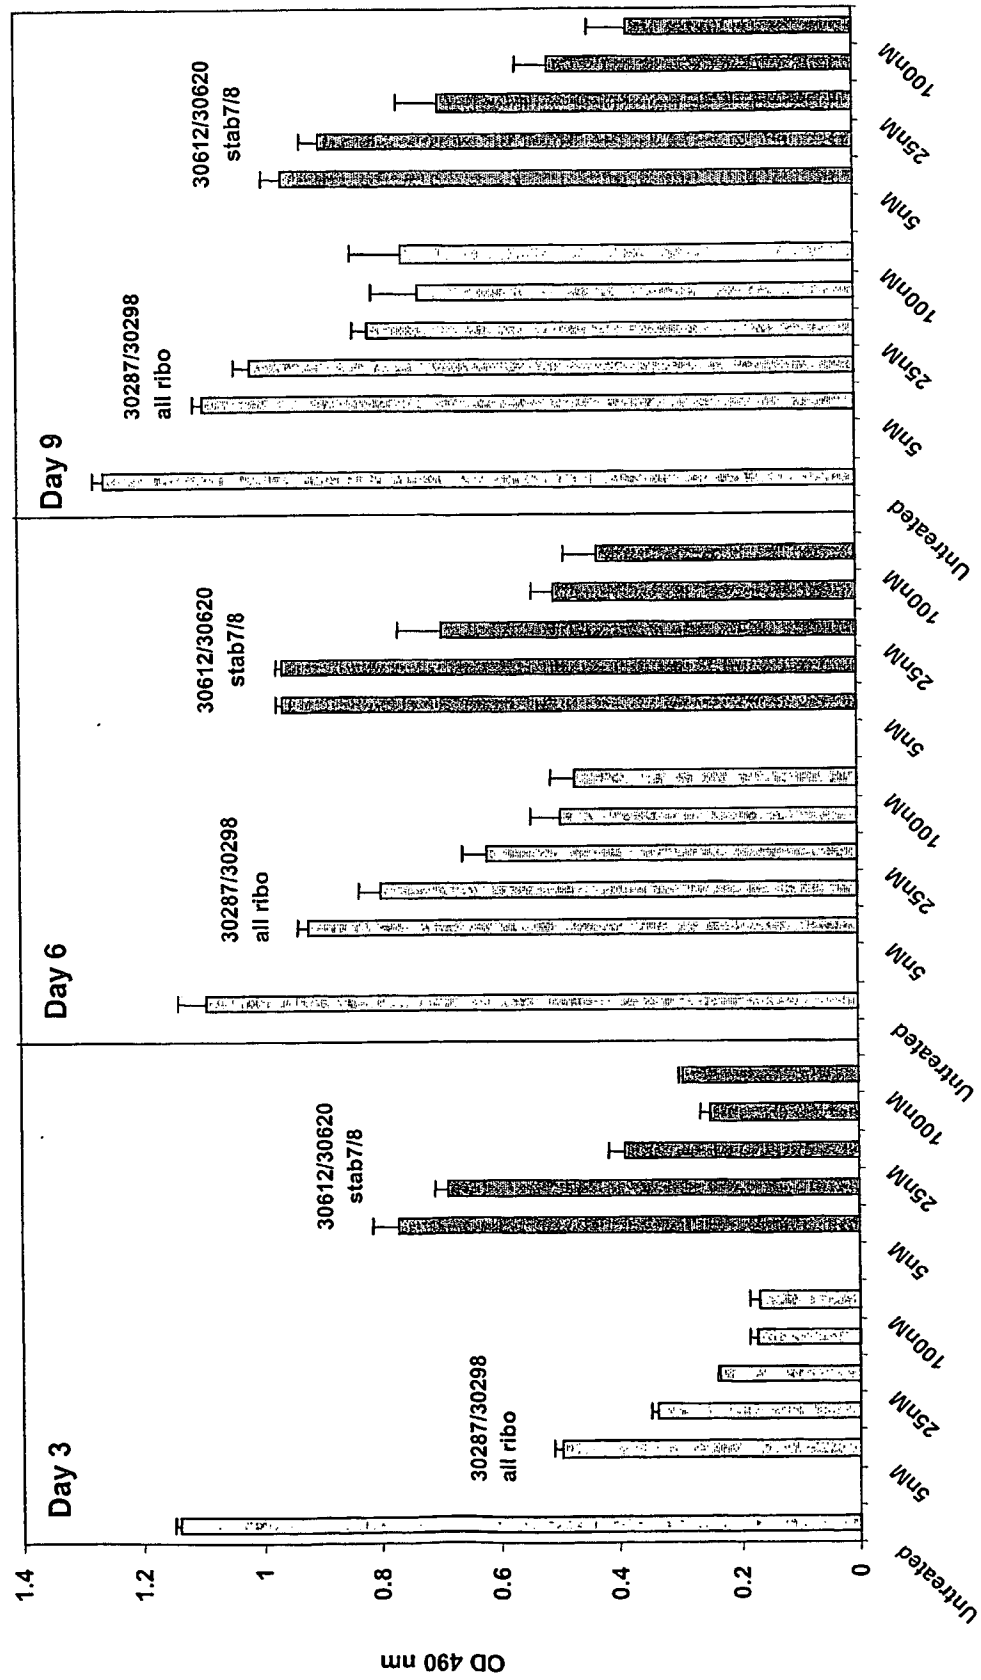 Day 3
Day 6
Day 9
30287/30298
all ribo
30612/30620
stab7/8
30287/30298
all ribo
30612/30620
stab7/8
30287/30298
all ribo
30612/30620
stab7/8
OD 490 nm
1.4
1.2
1
0.8
0.6
0.4
0.2
0
Untreated
5nM
25nM
100nM
5nM
25nM
100nM
Untreated
5nM
25nM
100nM
5nM
25nM
100nM
Untreated
5nM
25nM
100nM
5nM
25nM
100nM